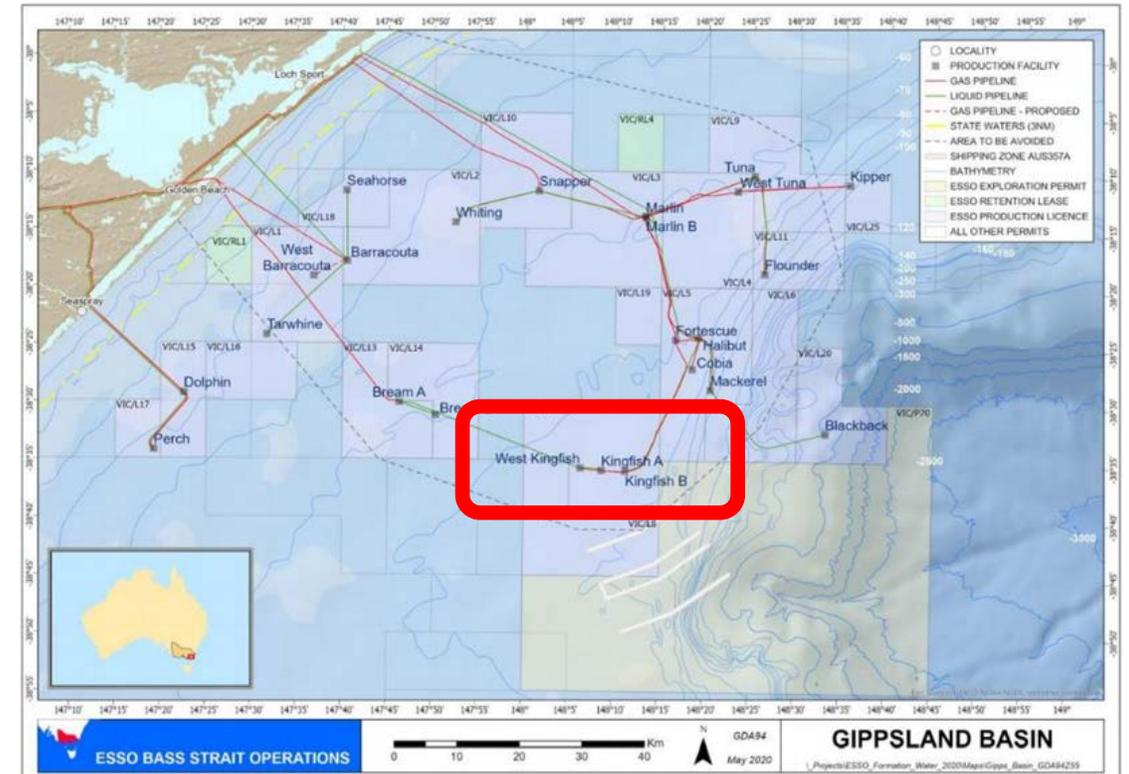 147°10' 147°15' 147°20' 147°25' 147°30' 147°35' 147°40' 147°45' 147°50' 147°55' 148° 148°5' 148°10' 148°15' 148°20' 148°25' 148°30' 148°35' 148°40' 148°45' 148°50' 148°55' 149°
LOCALITY
PRODUCTION FACILITY
GAS PIPELINE
LIQUID PIPELINE
GAS PIPELINE - PROPOSED
STATE WATERS (3NM)
AREA TO BE AVOIDED
SHIPPING ZONE AUS357A
BATHYMETRY
ESSO EXPLORATION PERMIT
ESSO RETENTION LEASE
ESSO PRODUCTION LICENCE
ALL OTHER PERMITS
Loch Sport
VIC/L10
VIC/RL4
VIC/L9
Golden Beach
Seahorse
VIC/L2
Snapper
VIC/L3
Tuna
West Tuna
Kipper
Whiting
Marlin
Marlin B
VIC/L18
VIC/L1
VIC/RL1
West
Barracouta
Barracouta
VIC/L11
VIC/L25
Flounder
VIC/L4
Seaspray
Tarwhine
VIC/L19
VIC/L5
VIC/L6
Fortescue
Halibut
Cobia
Mackerel
VIC/L15
VIC/L16
VIC/L13
VIC/L14
VIC/L20
Dolphin
VIC/L17
Perch
Bream A
Bre
Blackback
VIC/P70
West Kingfish
Kingfish A
Kingfish B
-500
-1000
-1500
-2000
-2500
-3000
ESSO BASS STRAIT OPERATIONS
Km
0 10 20 30 40
N
GDA94
May 2020
GIPPSLAND BASIN